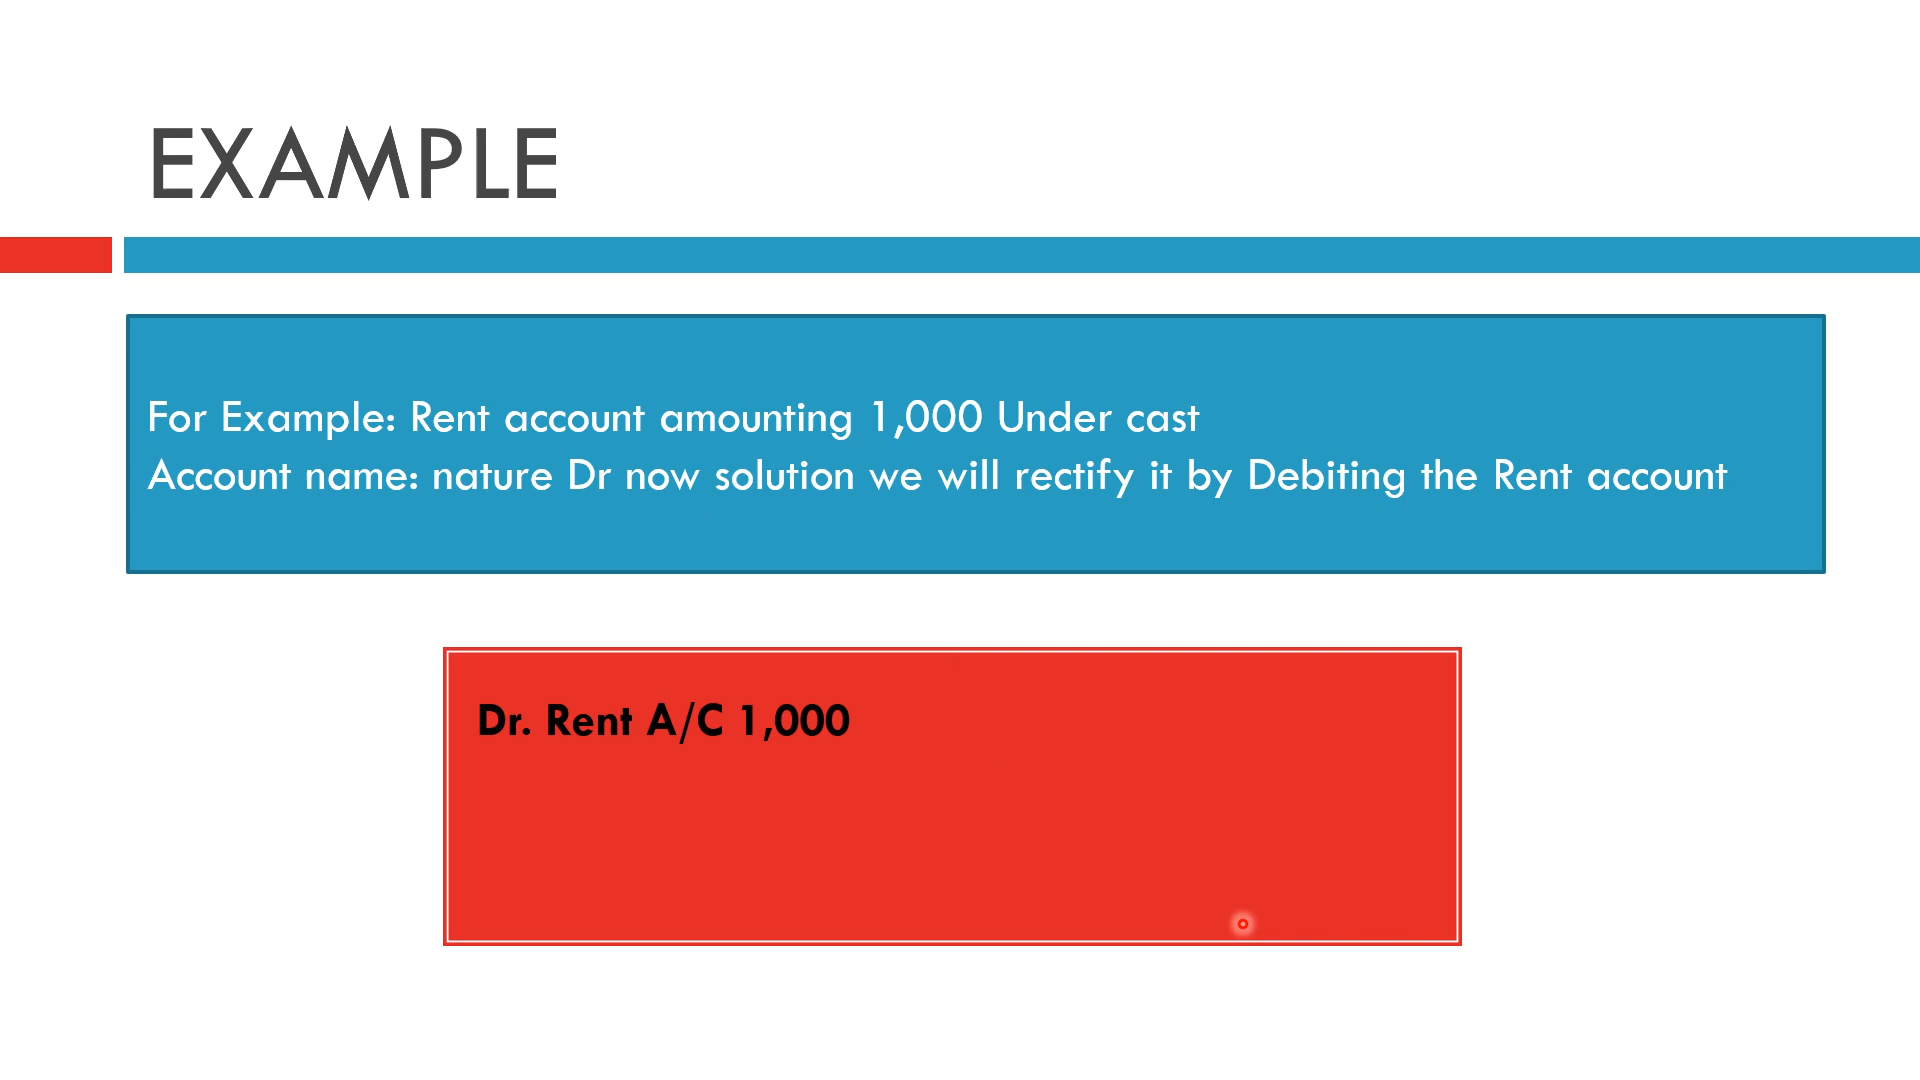 EXAMPLE
For Example: Rent account amounting 1,000 Under cast
Account name: nature Dr now solution we will rectify it by Debiting the Rent account
Dr. Rent A/C 1,000